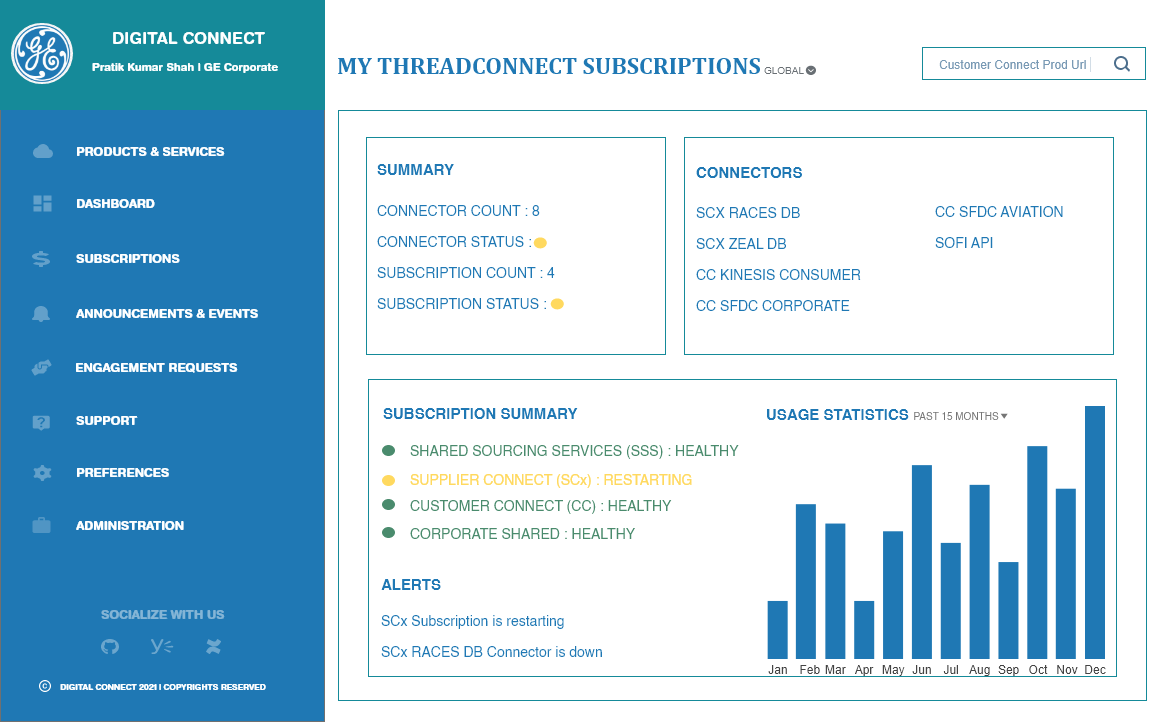 GE
DIGITAL CONNECT
Pratik Kumar Shah | GE Corporate
PRODUCTS & SERVICES
DASHBOARD
SUBSCRIPTIONS
ANNOUNCEMENTS & EVENTS
ENGAGEMENT REQUESTS
SUPPORT
PREFERENCES
ADMINISTRATION
SOCIALIZE WITH US
© DIGITAL CONNECT 2021 | COPYRIGHTS RESERVED
MY THREADCONNECT SUBSCRIPTIONS GLOBAL
Customer Connect Prod Url
SUMMARY
CONNECTOR COUNT : 8
CONNECTOR STATUS :
SUBSCRIPTION COUNT : 4
SUBSCRIPTION STATUS :
CONNECTORS
SCX RACES DB
SCX ZEAL DB
CC KINESIS CONSUMER
CC SFDC CORPORATE
CC SFDC AVIATION
SOFI API
SUBSCRIPTION SUMMARY
SHARED SOURCING SERVICES (SSS) : HEALTHY
SUPPLIER CONNECT (SCx) : RESTARTING
CUSTOMER CONNECT (CC) : HEALTHY
CORPORATE SHARED : HEALTHY
ALERTS
SCx Subscription is restarting
SCx RACES DB Connector is down
USAGE STATISTICS PAST 15 MONTHS
Jan Feb Mar Apr May Jun Jul Aug Sep Oct Nov Dec